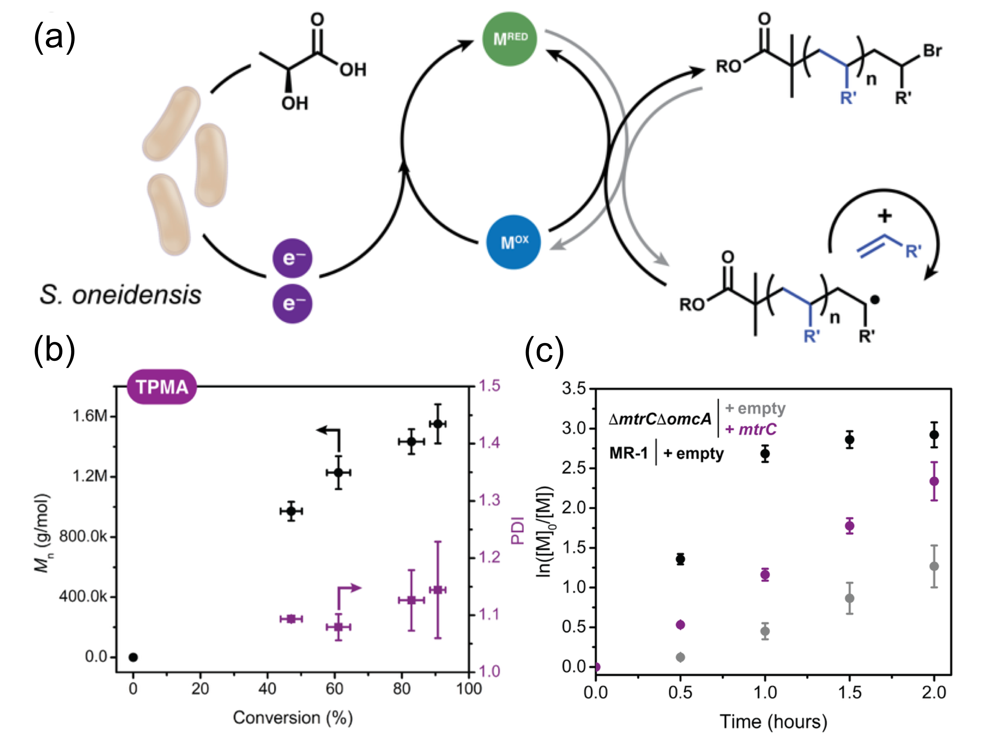 (a)
O
OH
OH
M^RED
O
RO
Br
n
R'
R'
e⁻
e⁻
M^OX
S. oneidensis
+
R'
O
RO
n
R'
R'
(b)
TPMA
1.6M
1.2M
800.0k
400.0k
0.0
M_n (g/mol)
1.5
1.4
1.3
1.2
1.1
1.0
PDI
0 20 40 60 80 100
Conversion (%)
(c)
3.5
3.0
2.5
2.0
1.5
1.0
0.5
0.0
ln([M]₀/[M])
ΔmtrCΔomcA
+ empty
+ mtrC
MR-1 + empty
0.0 0.5 1.0 1.5 2.0
Time (hours)